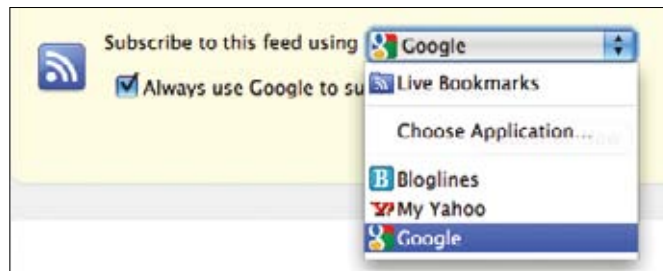 Subscribe to this feed using Google
Always use Google to su
Live Bookmarks
Choose Application...
Bloglines
My Yahoo
Google